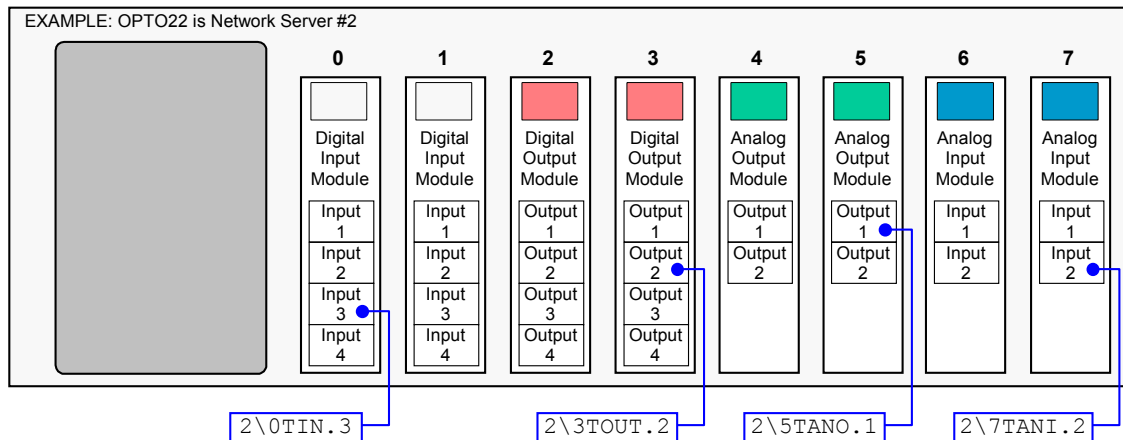 EXAMPLE: OPTO22 is Network Server #2
0 1 2 3 4 5 6 7
Digital Digital Digital Digital Analog Analog Analog Analog
Input Input Output Output Output Output Input Input
Module Module Module Module Module Module Module Module
Input Input Output Output Output Output Input Input
1 1 1 1 1 1 1 1
Input Input Output Output Output Output Input Input
2 2 2 2 2 2 2 2
Input Input Output Output
3 3 3 3
Input Input Output Output
4 4 4 4
2\0TIN.3 2\3TOUT.2 2\5TANO.1 2\7TANI.2